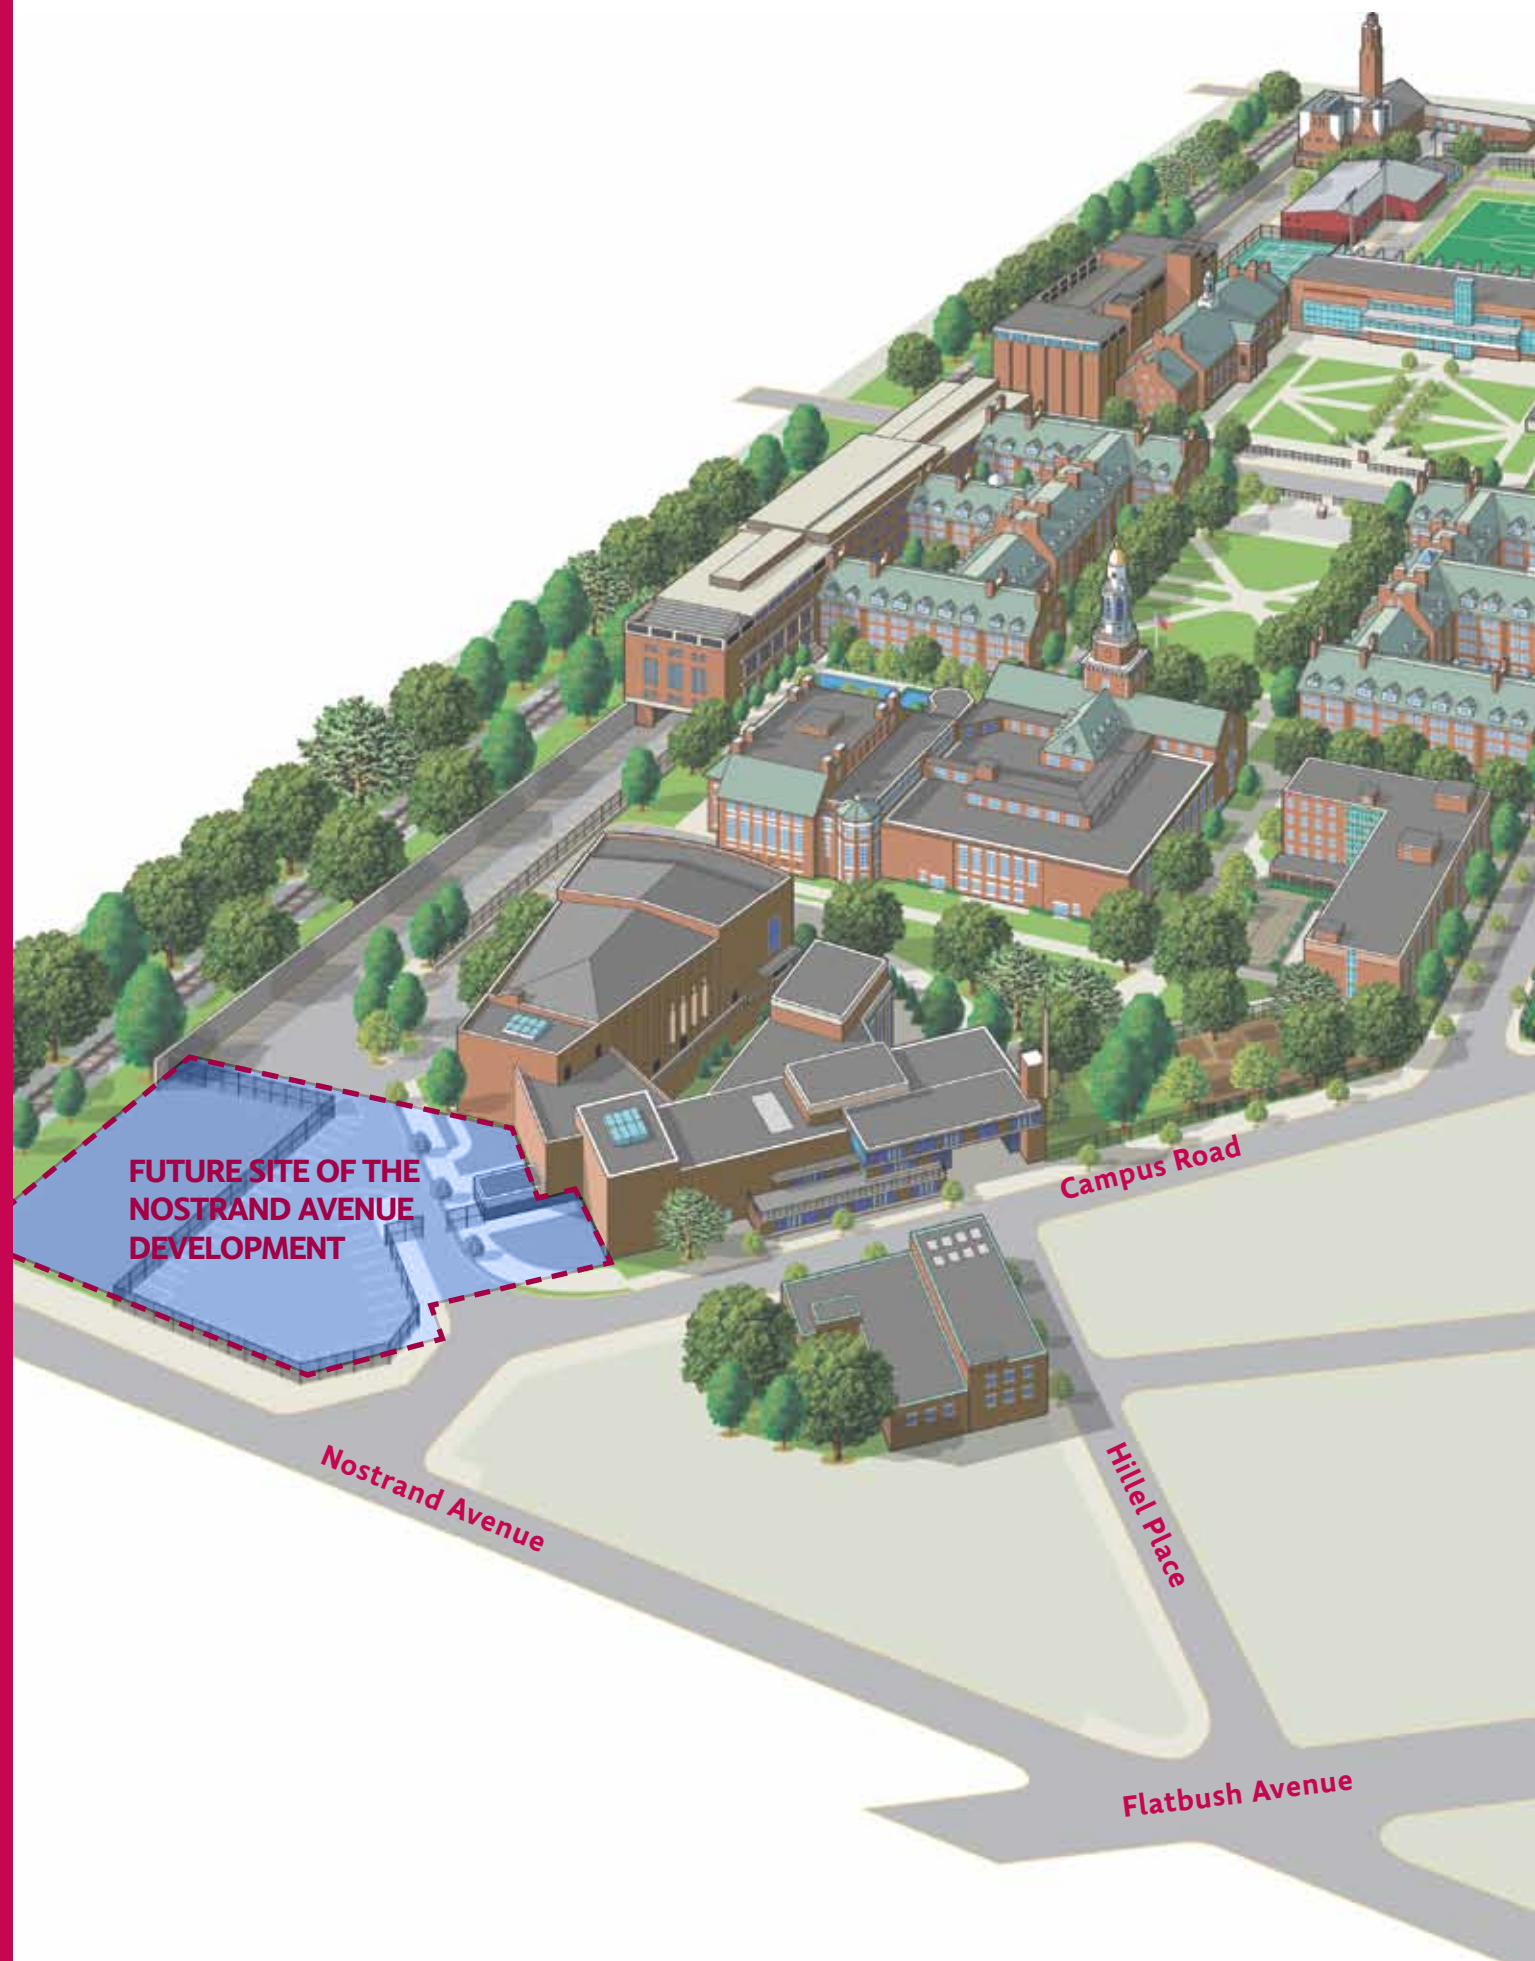 FUTURE SITE OF THE
NOSTRAND AVENUE
DEVELOPMENT
Campus Road
Nostrand Avenue
Hillel Place
Flatbush Avenue